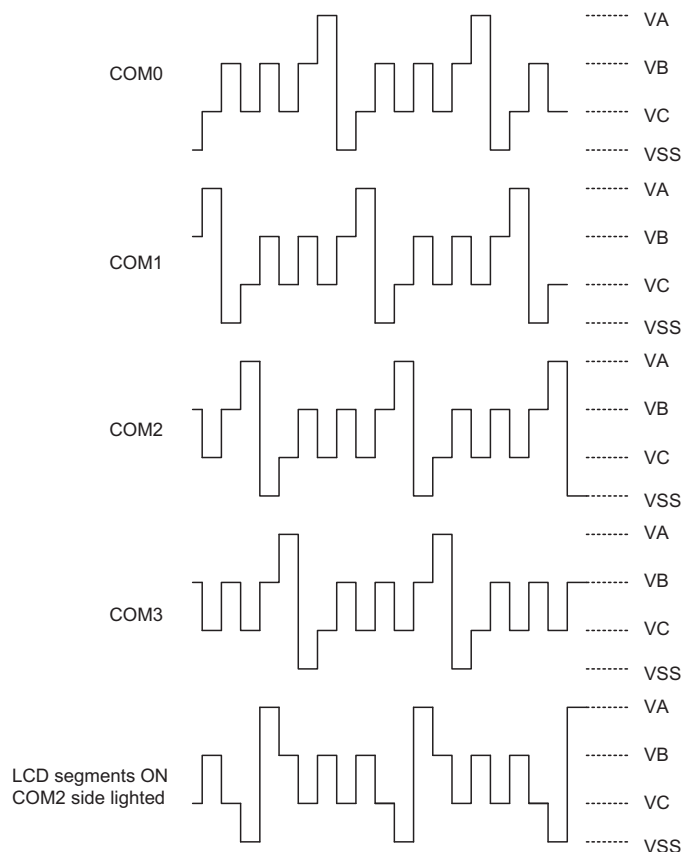 VA
VB
COM0
VC
VSS
VA
VB
COM1
VC
VSS
VA
VB
COM2
VC
VSS
VA
VB
COM3
VC
VSS
VA
VB
LCD segments ON
COM2 side lighted
VC
VSS